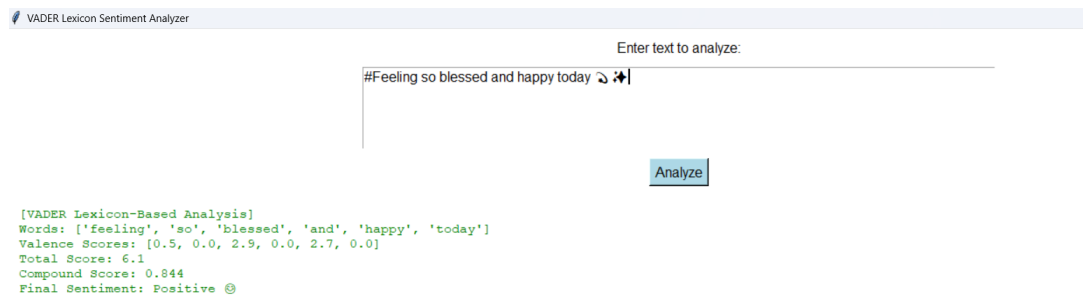 VADER Lexicon Sentiment Analyzer
Enter text to analyze:
#Feeling so blessed and happy today 💫✨
Analyze
[VADER Lexicon-Based Analysis]
Words: ['feeling', 'so', 'blessed', 'and', 'happy', 'today']
Valence Scores: [0.5, 0.0, 2.9, 0.0, 2.7, 0.0]
Total Score: 6.1
Compound Score: 0.844
Final Sentiment: Positive 😊